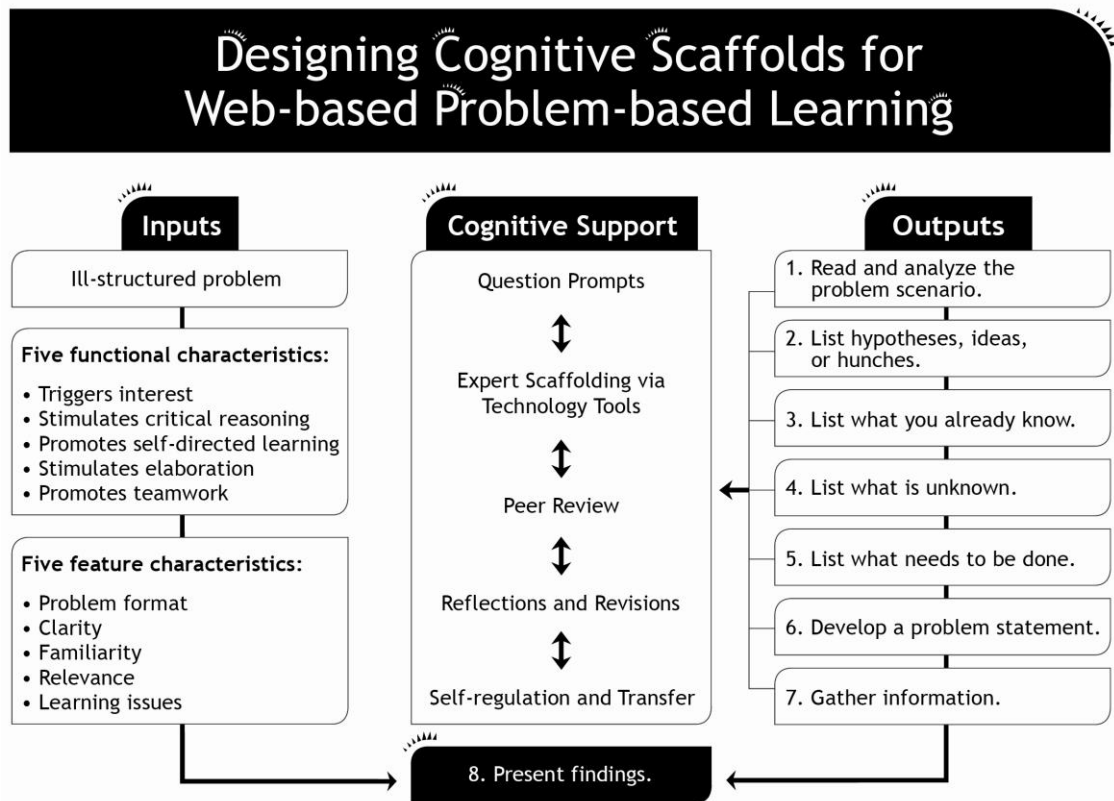 Designing Cognitive Scaffolds for
Web-based Problem-based Learning
Inputs
Ill-structured problem
Five functional characteristics:
• Triggers interest
• Stimulates critical reasoning
• Promotes self-directed learning
• Stimulates elaboration
• Promotes teamwork
Five feature characteristics:
• Problem format
• Clarity
• Familiarity
• Relevance
• Learning issues
Cognitive Support
Question Prompts
Expert Scaffolding via
Technology Tools
Peer Review
Reflections and Revisions
Self-regulation and Transfer
Outputs
1. Read and analyze the
problem scenario.
2. List hypotheses, ideas,
or hunches.
3. List what you already know.
4. List what is unknown.
5. List what needs to be done.
6. Develop a problem statement.
7. Gather information.
8. Present findings.